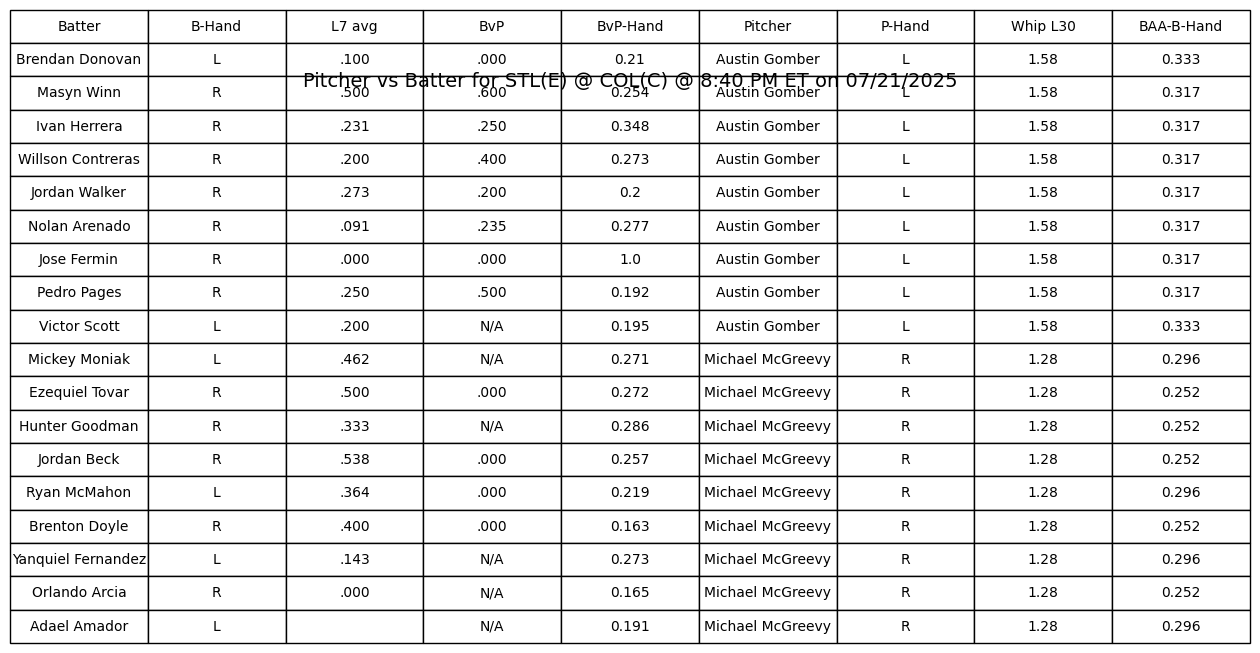 Batter B-Hand L7 avg BvP BvP-Hand Pitcher P-Hand Whip L30 BAA-B-Hand
Brendan Donovan L .100 .000 0.21 Austin Gomber L 1.58 0.333
Pitcher vs Batter for STL(E) @ COL(C) @ 8:40 PM ET on 07/21/2025
Masyn Winn R .500 .600 0.254 Austin Gomber L 1.58 0.317
Ivan Herrera R .231 .250 0.348 Austin Gomber L 1.58 0.317
Willson Contreras R .200 .400 0.273 Austin Gomber L 1.58 0.317
Jordan Walker R .273 .200 0.2 Austin Gomber L 1.58 0.317
Nolan Arenado R .091 .235 0.277 Austin Gomber L 1.58 0.317
Jose Fermin R .000 .000 1.0 Austin Gomber L 1.58 0.317
Pedro Pages R .250 .500 0.192 Austin Gomber L 1.58 0.317
Victor Scott L .200 N/A 0.195 Austin Gomber L 1.58 0.333
Mickey Moniak L .462 N/A 0.271 Michael McGreevy R 1.28 0.296
Ezequiel Tovar R .500 .000 0.272 Michael McGreevy R 1.28 0.252
Hunter Goodman R .333 N/A 0.286 Michael McGreevy R 1.28 0.252
Jordan Beck R .538 .000 0.257 Michael McGreevy R 1.28 0.252
Ryan McMahon L .364 .000 0.219 Michael McGreevy R 1.28 0.296
Brenton Doyle R .400 .000 0.163 Michael McGreevy R 1.28 0.252
Yanquiel Fernandez L .143 N/A 0.273 Michael McGreevy R 1.28 0.296
Orlando Arcia R .000 N/A 0.165 Michael McGreevy R 1.28 0.252
Adael Amador L N/A 0.191 Michael McGreevy R 1.28 0.296